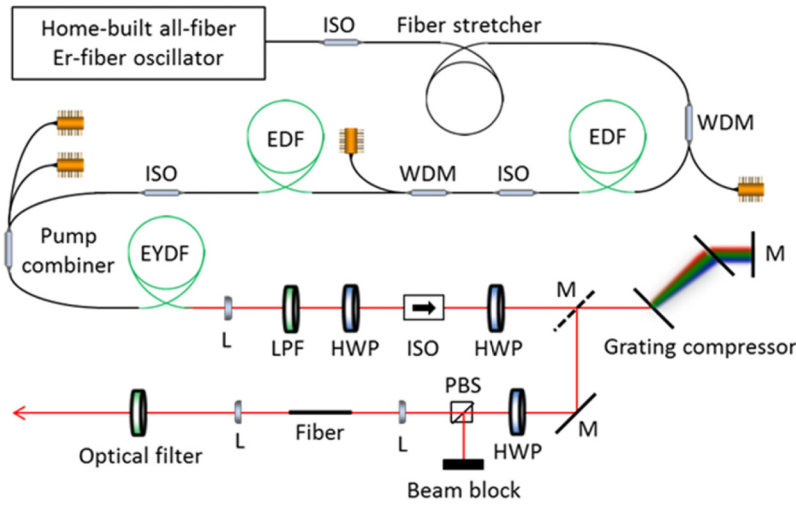 Home-built all-fiber
Er-fiber oscillator
ISO
Fiber stretcher
WDM
EDF
EDF
ISO
WDM
ISO
Pump
combiner
EYDF
L
LPF
HWP
ISO
HWP
M
M
Grating compressor
PBS
M
HWP
L
Fiber
L
Optical filter
Beam block